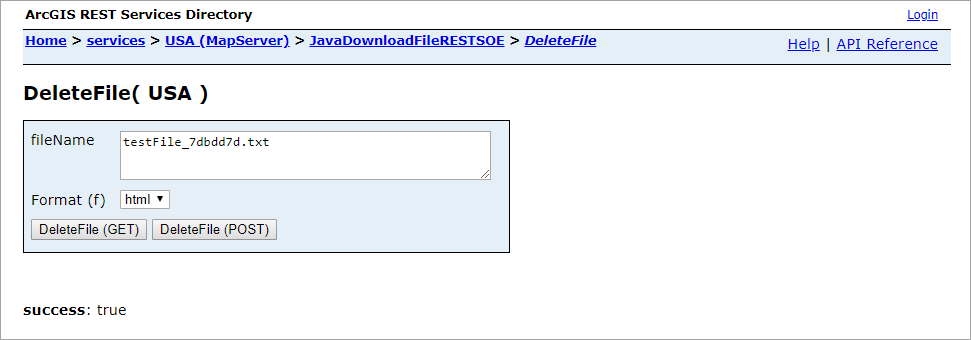 ArcGIS REST Services Directory Login
Home > services > USA (MapServer) > JavaDownloadFileRESTSOE > DeleteFile Help | API Reference
DeleteFile( USA )
fileName testFile_7dbdd7d.txt
Format (f) html
DeleteFile (GET) DeleteFile (POST)
success: true